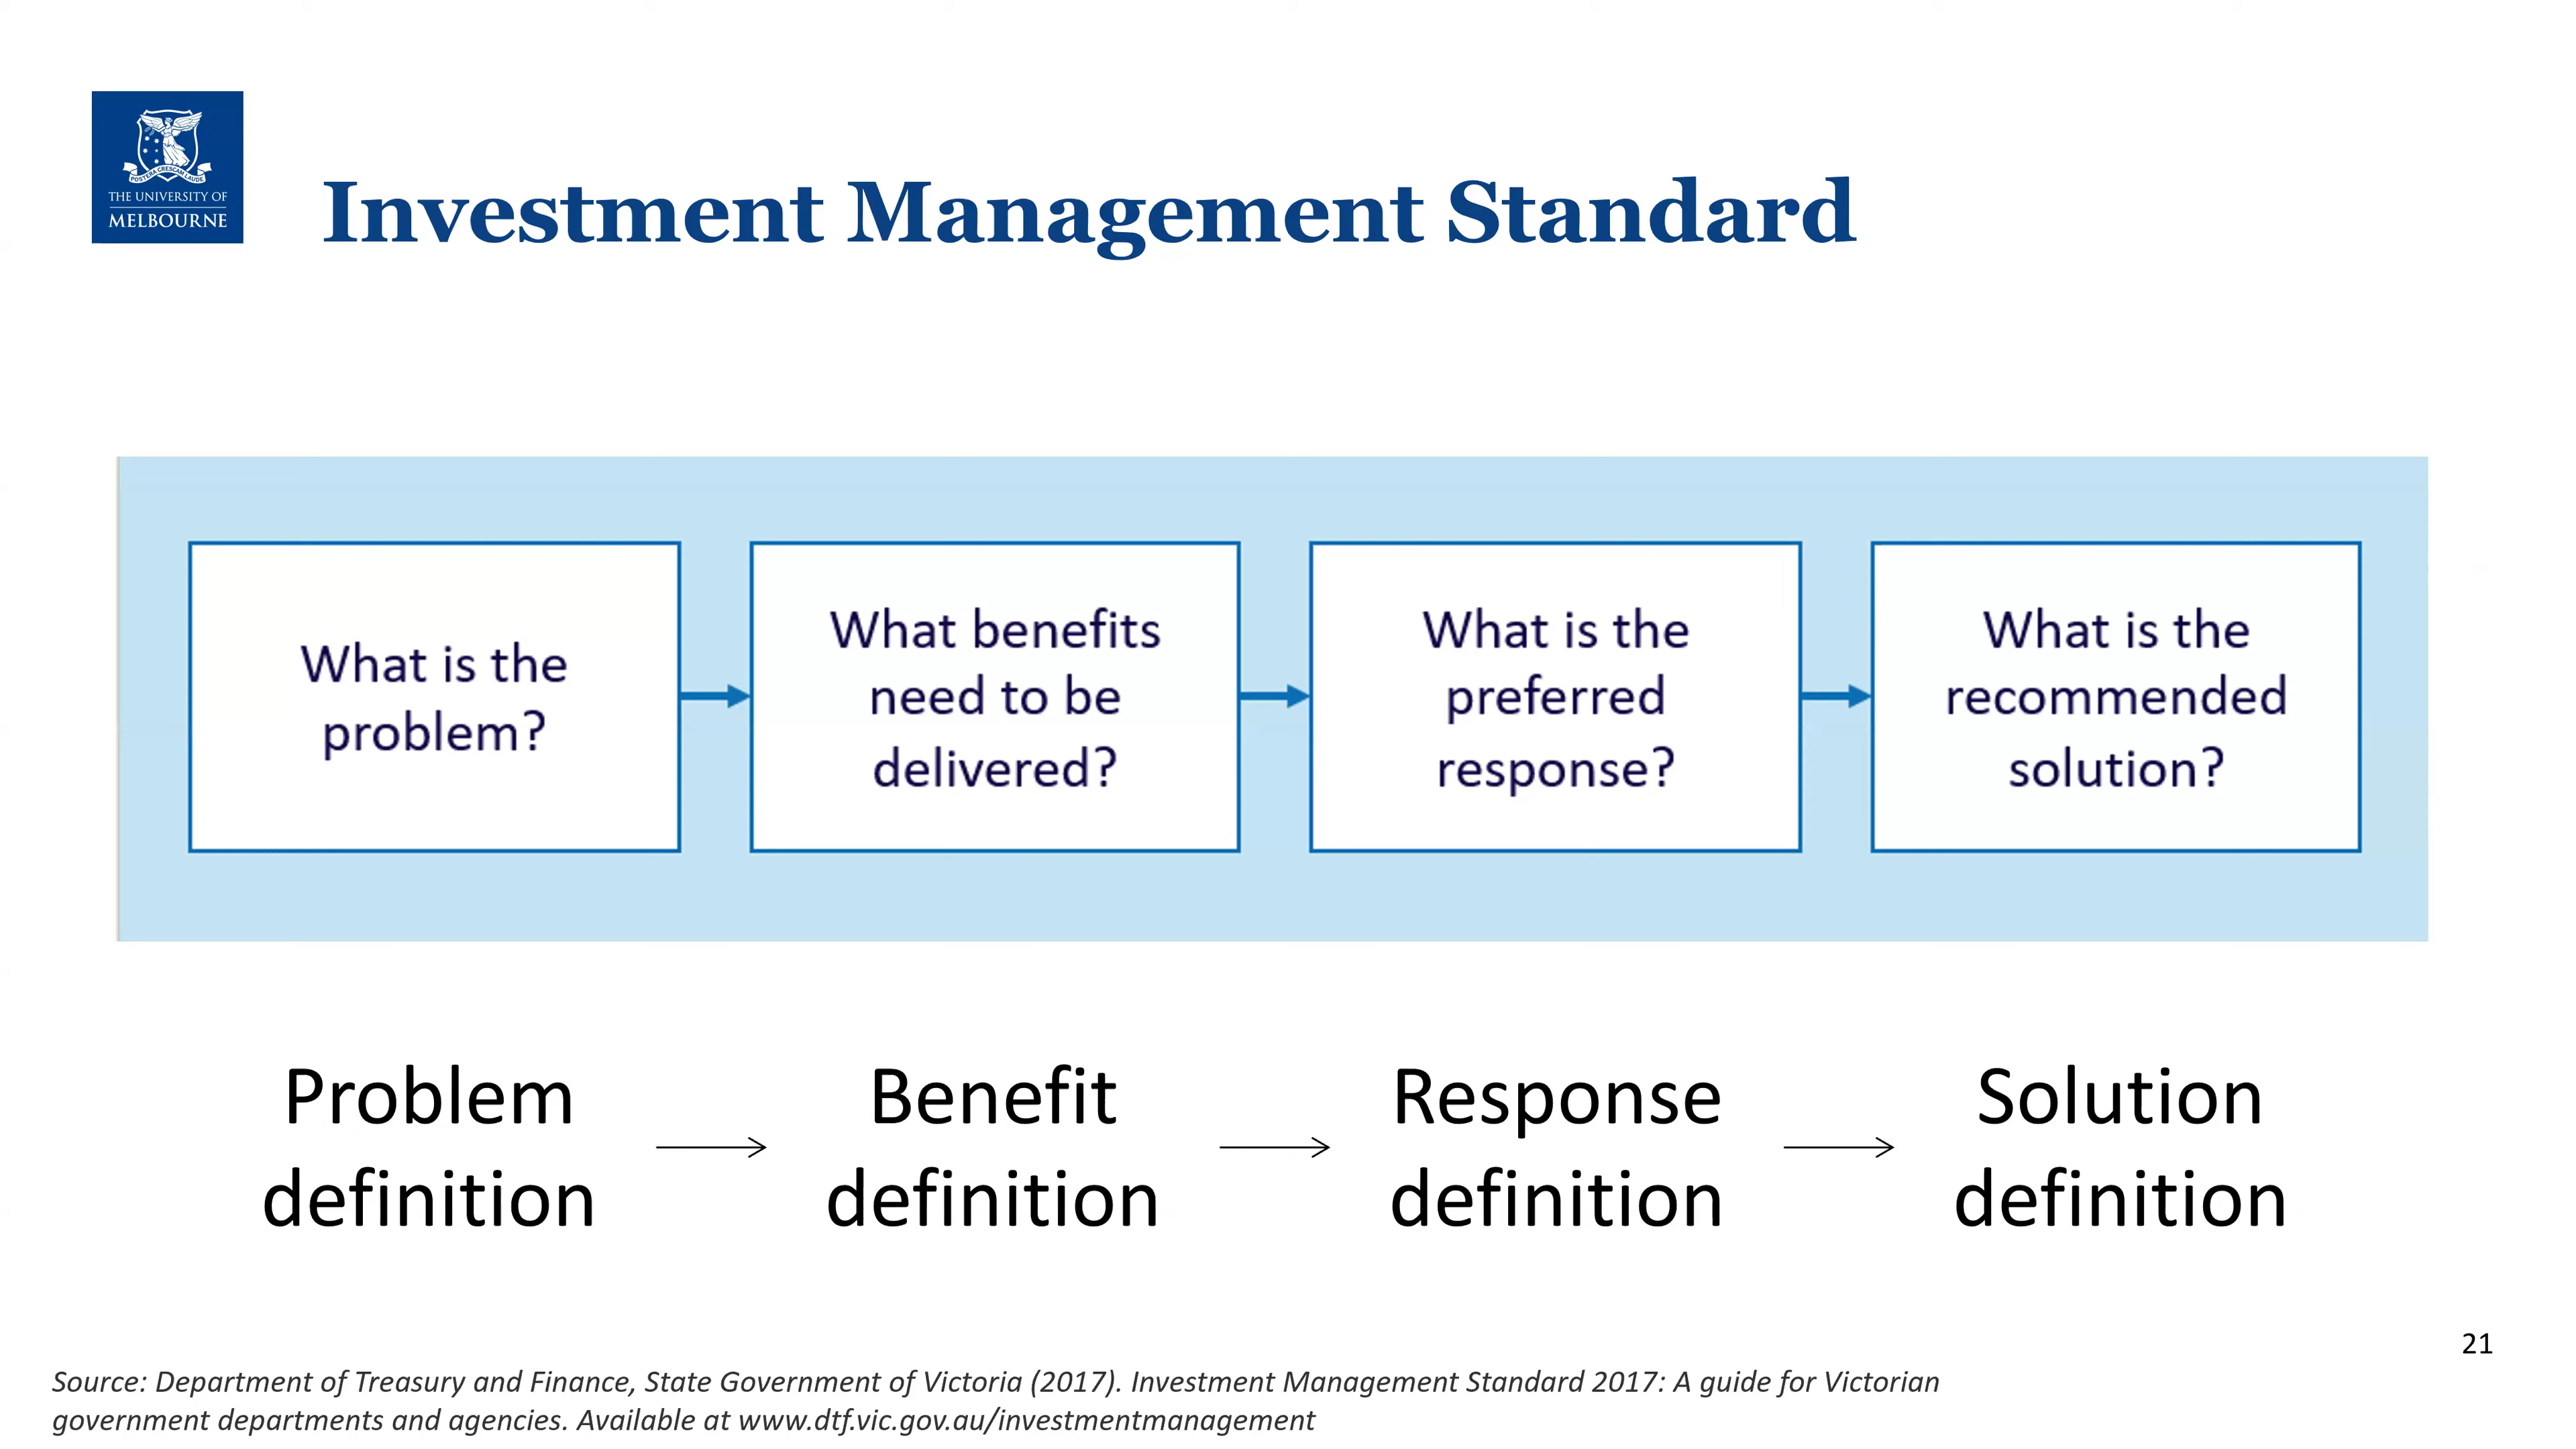 POSTERA CRESCAM LAUDE
THE UNIVERSITY OF
MELBOURNE
Investment Management Standard
What is the
problem?
What benefits
need to be
delivered?
What is the
preferred
response?
What is the
recommended
solution?
Problem
definition
Benefit
definition
Response
definition
Solution
definition
21
Source: Department of Treasury and Finance, State Government of Victoria (2017). Investment Management Standard 2017: A guide for Victorian
government departments and agencies. Available at www.dtf.vic.gov.au/investmentmanagement